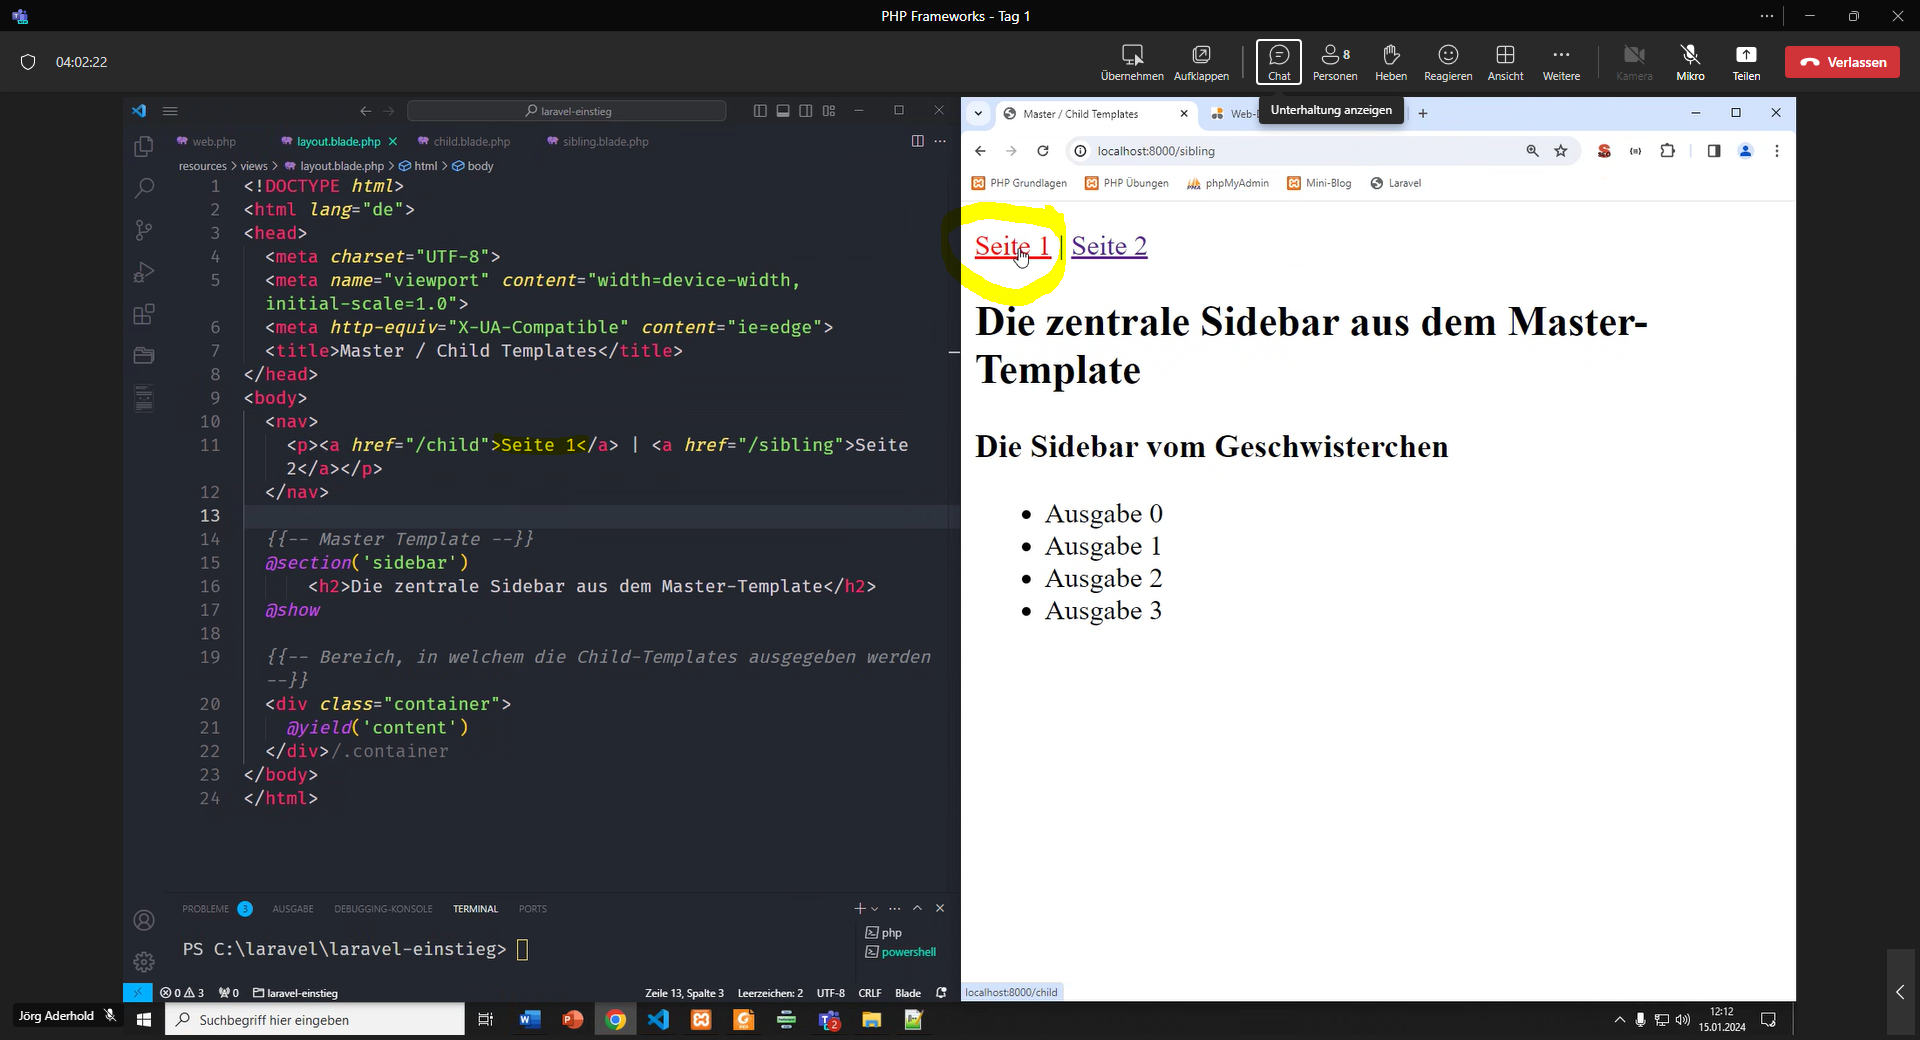 PHP Frameworks - Tag 1
04:02:22
Übernehmen
Aufklappen
Chat
8
Personen
Heben
Reagieren
Ansicht
Weitere
Kamera
Mikro
Teilen
Verlassen
Unterhaltung anzeigen
laravel-einstieg
web.php
layout.blade.php
child.blade.php
sibling.blade.php
resources > views > layout.blade.php > html > body
1 <!DOCTYPE html>
2 <html lang="de">
3 <head>
4 <meta charset="UTF-8">
5 <meta name="viewport" content="width=device-width,
initial-scale=1.0">
6 <meta http-equiv="X-UA-Compatible" content="ie=edge">
7 <title>Master / Child Templates</title>
8 </head>
9 <body>
10 <nav>
11 <p><a href="/child">Seite 1</a> | <a href="/sibling">Seite
2</a></p>
12 </nav>
13
14 {{-- Master Template --}}
15 @section('sidebar')
16 <h2>Die zentrale Sidebar aus dem Master-Template</h2>
17 @show
18
19 {{-- Bereich, in welchem die Child-Templates ausgegeben werden
--}}
20 <div class="container">
21 @yield('content')
22 </div>/.container
23 </body>
24 </html>
PROBLEME 3
AUSGABE
DEBUGGING-KONSOLE
TERMINAL
PORTS
PS C:\laravel\laravel-einstieg>
php
powershell
0 3 0 laravel-einstieg
Zeile 13, Spalte 3 Leerzeichen: 2 UTF-8 CRLF Blade
Master / Child Templates
localhost:8000/sibling
PHP Grundlagen
PHP Übungen
phpMyAdmin
Mini-Blog
Laravel
Seite 1 | Seite 2
Die zentrale Sidebar aus dem Master-
Template
Die Sidebar vom Geschwisterchen
Ausgabe 0
Ausgabe 1
Ausgabe 2
Ausgabe 3
localhost:8000/child
Jörg Aderhold
Suchbegriff hier eingeben
2
12:12
15.01.2024